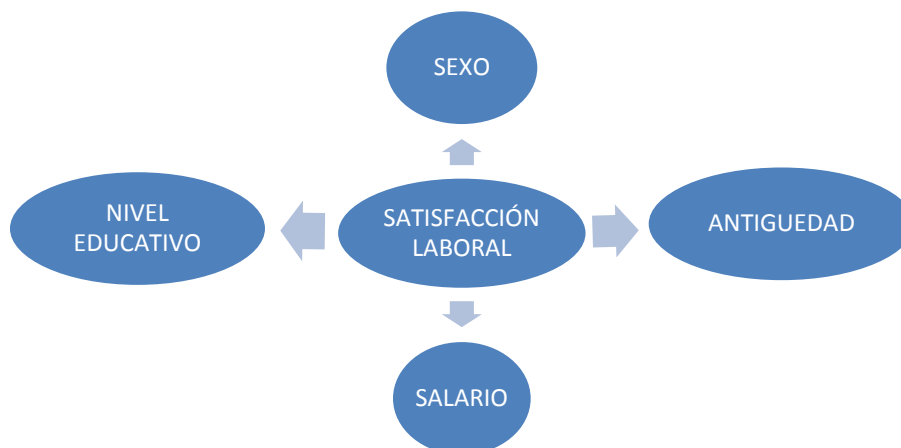 SEXO
NIVEL
EDUCATIVO
SATISFACCIÓN
LABORAL
ANTIGUEDAD
SALARIO